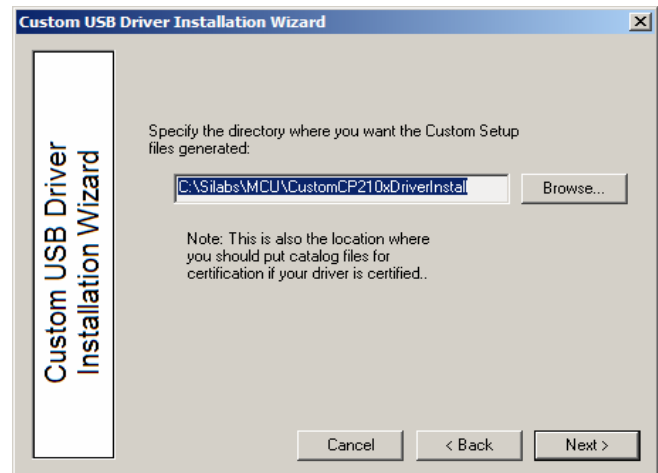 Custom USB Driver Installation Wizard
Custom USB Driver
Installation Wizard
Specify the directory where you want the Custom Setup
files generated:
C:\Silabs\MCU\CustomCP210xDriverInstall
Browse...
Note: This is also the location where
you should put catalog files for
certification if your driver is certified..
Cancel
< Back
Next >